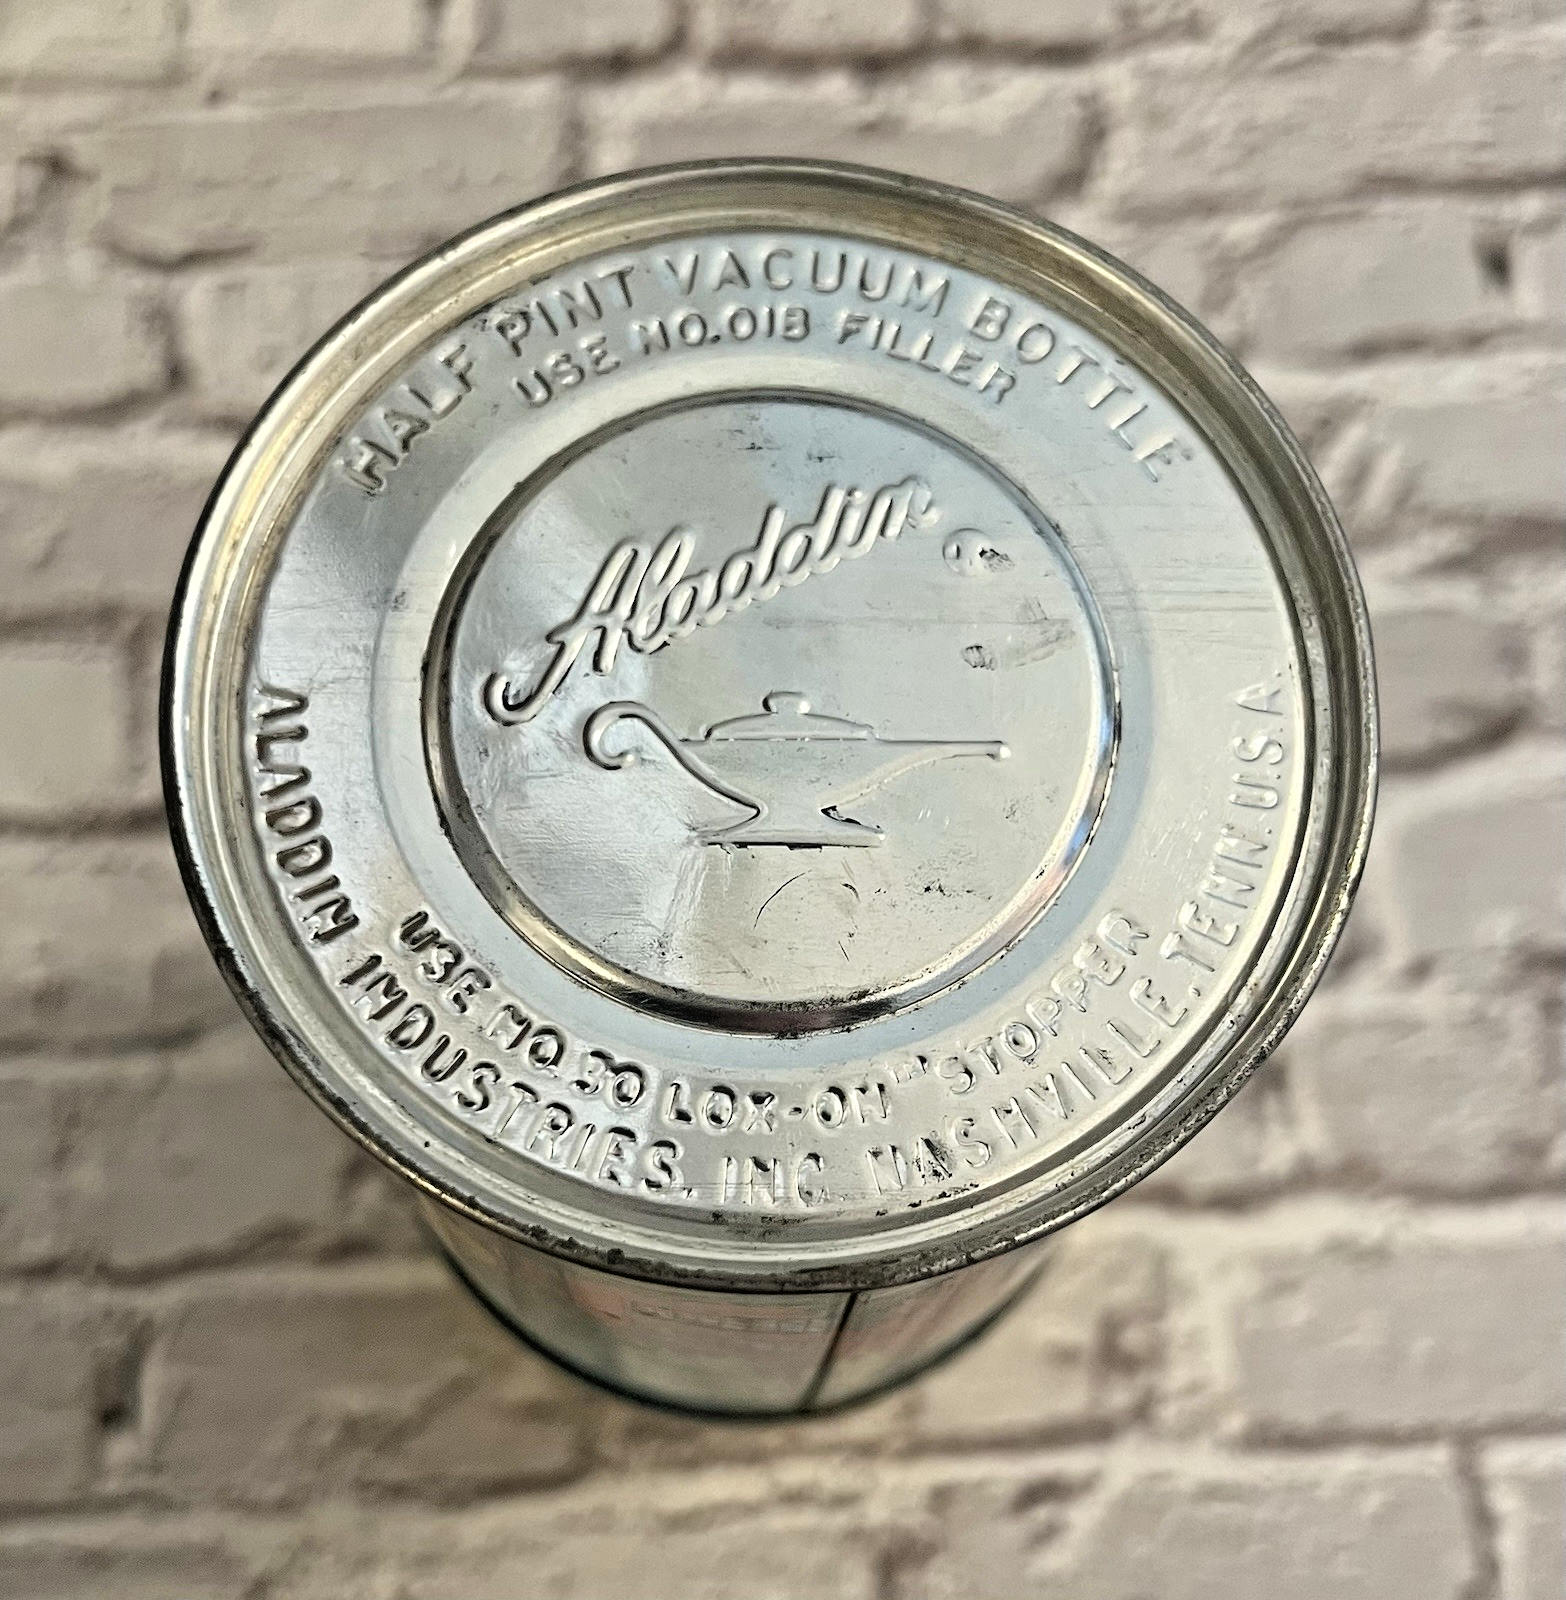 HALF PINT VACUUM BOTTLE
USE NO.01B FILLER
Aladdin
USE NO 30 LOX-ON "STOPPER
ALADDIN INDUSTRIES, INC. NASHVILLE, TENN. U.S.A.